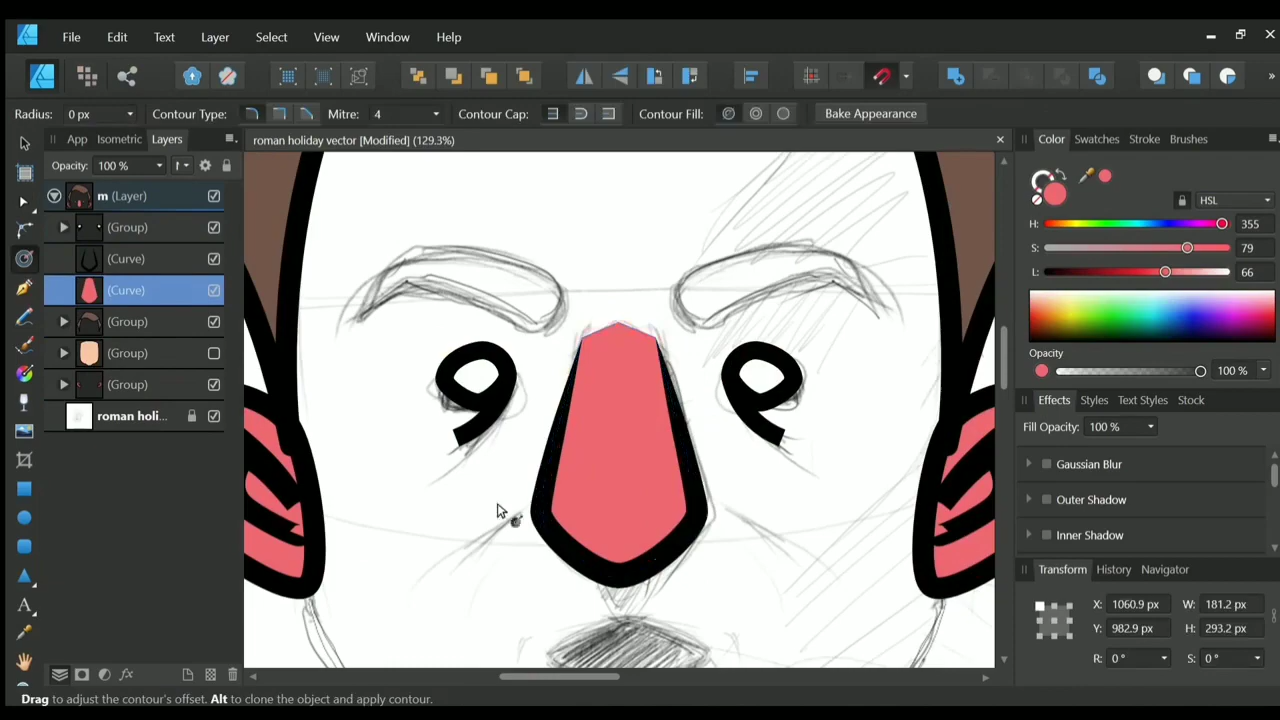 File Edit Text Layer Select View Window Help
Radius: 0 px Contour Type: Mitre: 4 Contour Cap: Contour Fill: Bake Appearance
App Isometric Layers
roman holiday vector [Modified] (129.3%)
Color Swatches Stroke Brushes
Opacity: 100 %
m (Layer)
(Group)
(Curve)
(Curve)
(Group)
(Group)
(Group)
roman holi...
HSL
H: 355
S: 79
L: 66
Opacity
100 %
Effects Styles Text Styles Stock
Fill Opacity: 100 %
Gaussian Blur
Outer Shadow
Inner Shadow
Transform History Navigator
X: 1060.9 px W: 181.2 px
Y: 982.9 px H: 293.2 px
R: 0 ° S: 0 °
Drag to adjust the contour's offset. Alt to clone the object and apply contour.